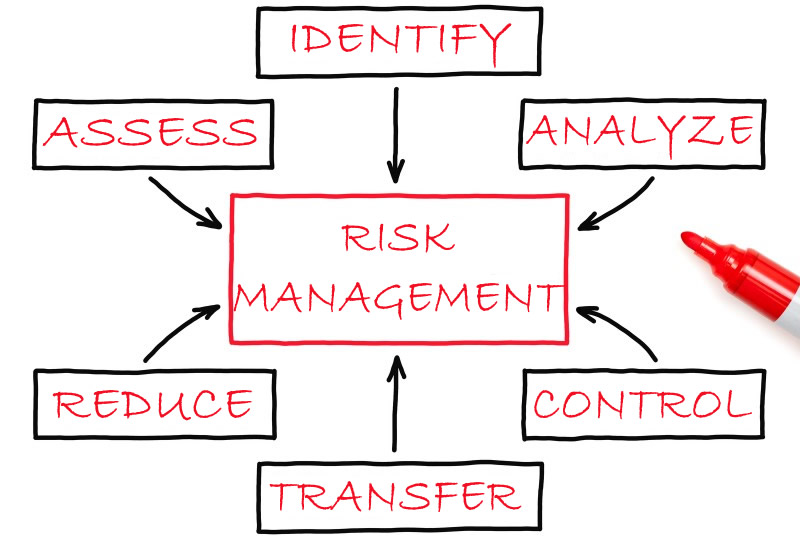 IDENTIFY
ASSESS
ANALYZE
RISK
MANAGEMENT
REDUCE
CONTROL
TRANSFER